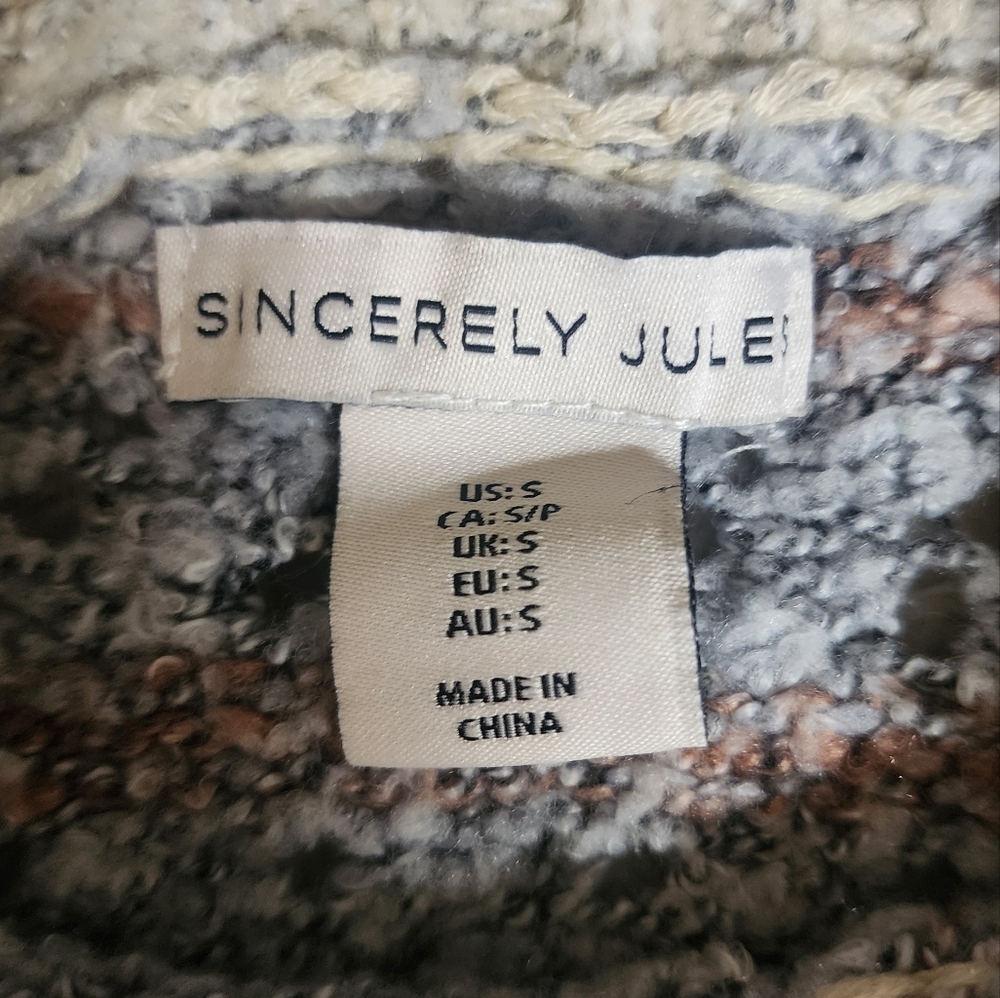 SINCERELY JULES
US: S
CA: S/P
UK: S
EU: S
AU: S
MADE IN
CHINA